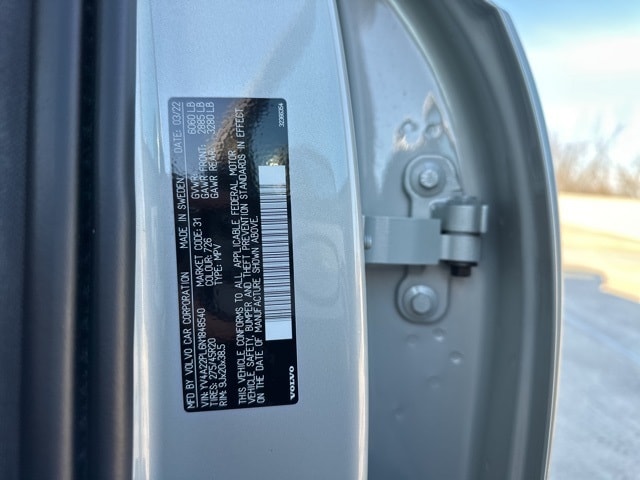 MFD BY VOLVO CAR CORPORATION MADE IN SWEDEN DATE: 03/22
VIN: YV4A22PL6N1848540 MARKET CODE: 31 GVWR: 6060 LB
TIRES: 275/45R20 COLOUR: 726 GAWR FRONT: 2885 LB
RIM: 9Jx20x38.5 TYPE: MPV GAWR REAR: 3280 LB
THIS VEHICLE CONFORMS TO ALL APPLICABLE FEDERAL MOTOR
VEHICLE SAFETY, BUMPER AND THEFT PREVENTION STANDARDS IN EFFECT
ON THE DATE OF MANUFACTURE SHOWN ABOVE.
VOLVO